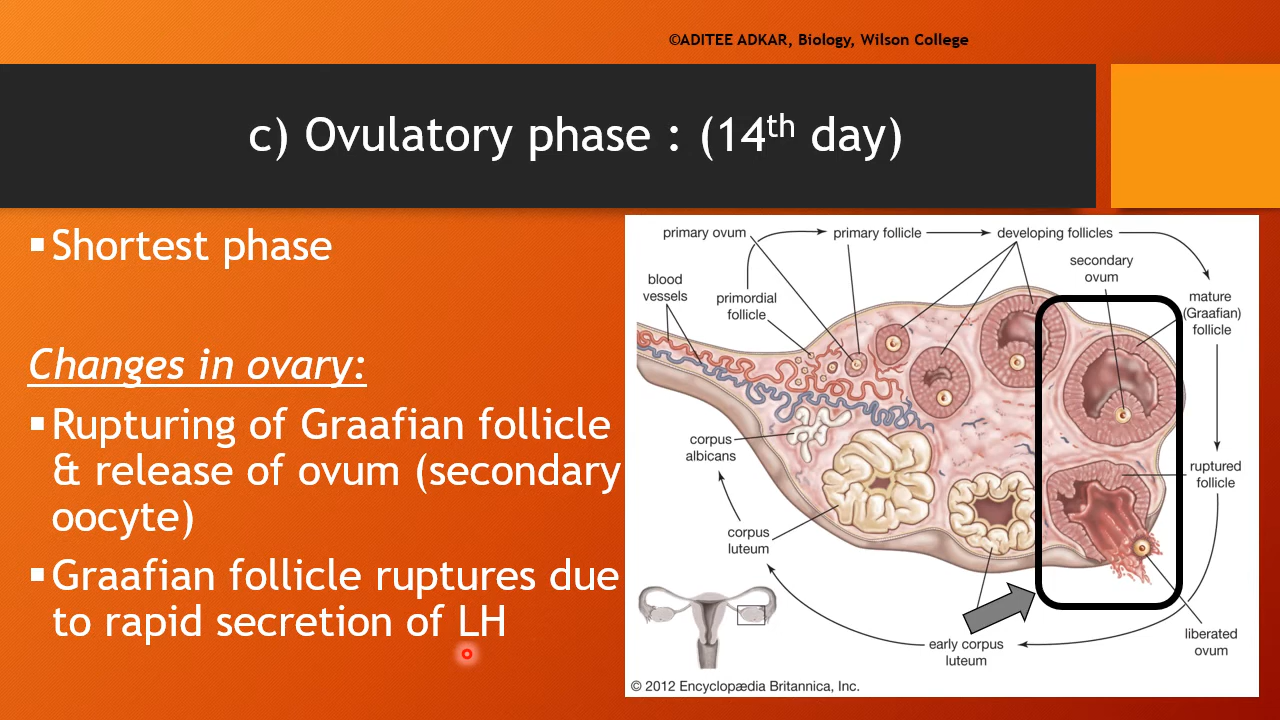 ©ADITEE ADKAR, Biology, Wilson College
c) Ovulatory phase : (14th day)
▪Shortest phase
Changes in ovary:
▪Rupturing of Graafian follicle
& release of ovum (secondary
oocyte)
▪Graafian follicle ruptures due
to rapid secretion of LH
primary ovum
primary follicle
developing follicles
secondary
ovum
blood
vessels
primordial
follicle
mature
(Graafian)
follicle
corpus
albicans
ruptured
follicle
corpus
luteum
early corpus
luteum
liberated
ovum
© 2012 Encyclopædia Britannica, Inc.